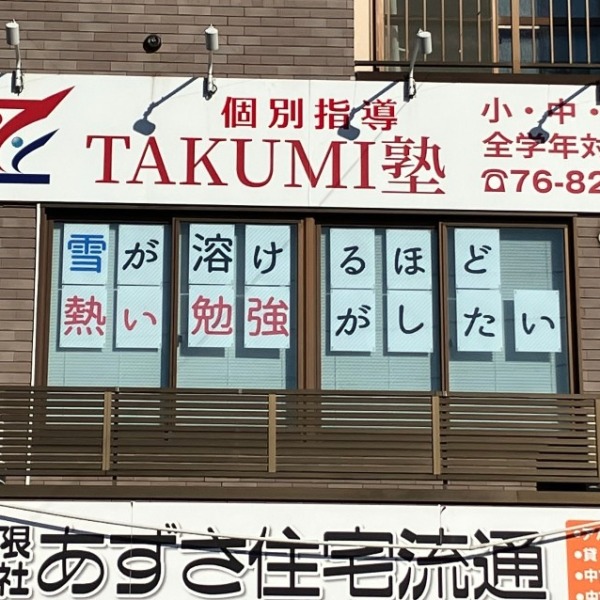 個別指導
TAKUMI塾
小・中・
全学年対
☎76-82
雪が溶けるほど
熱い勉強がしたい
限
社
あずさ住宅流通